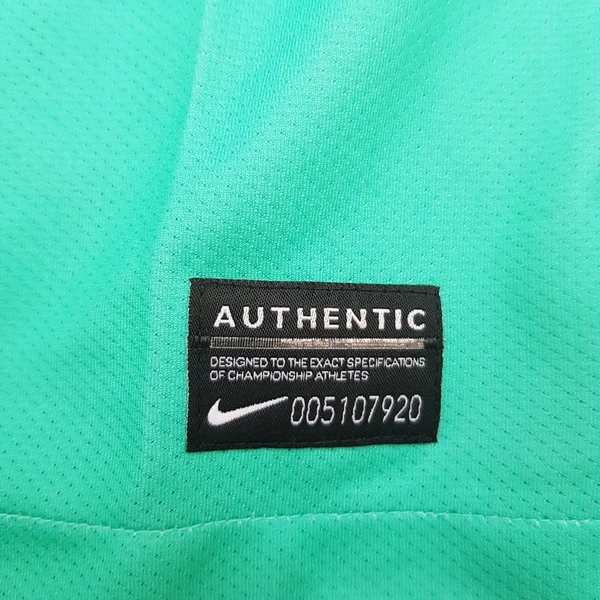 AUTHENTIC
DESIGNED TO THE EXACT SPECIFICATIONS
OF CHAMPIONSHIP ATHLETES
005107920